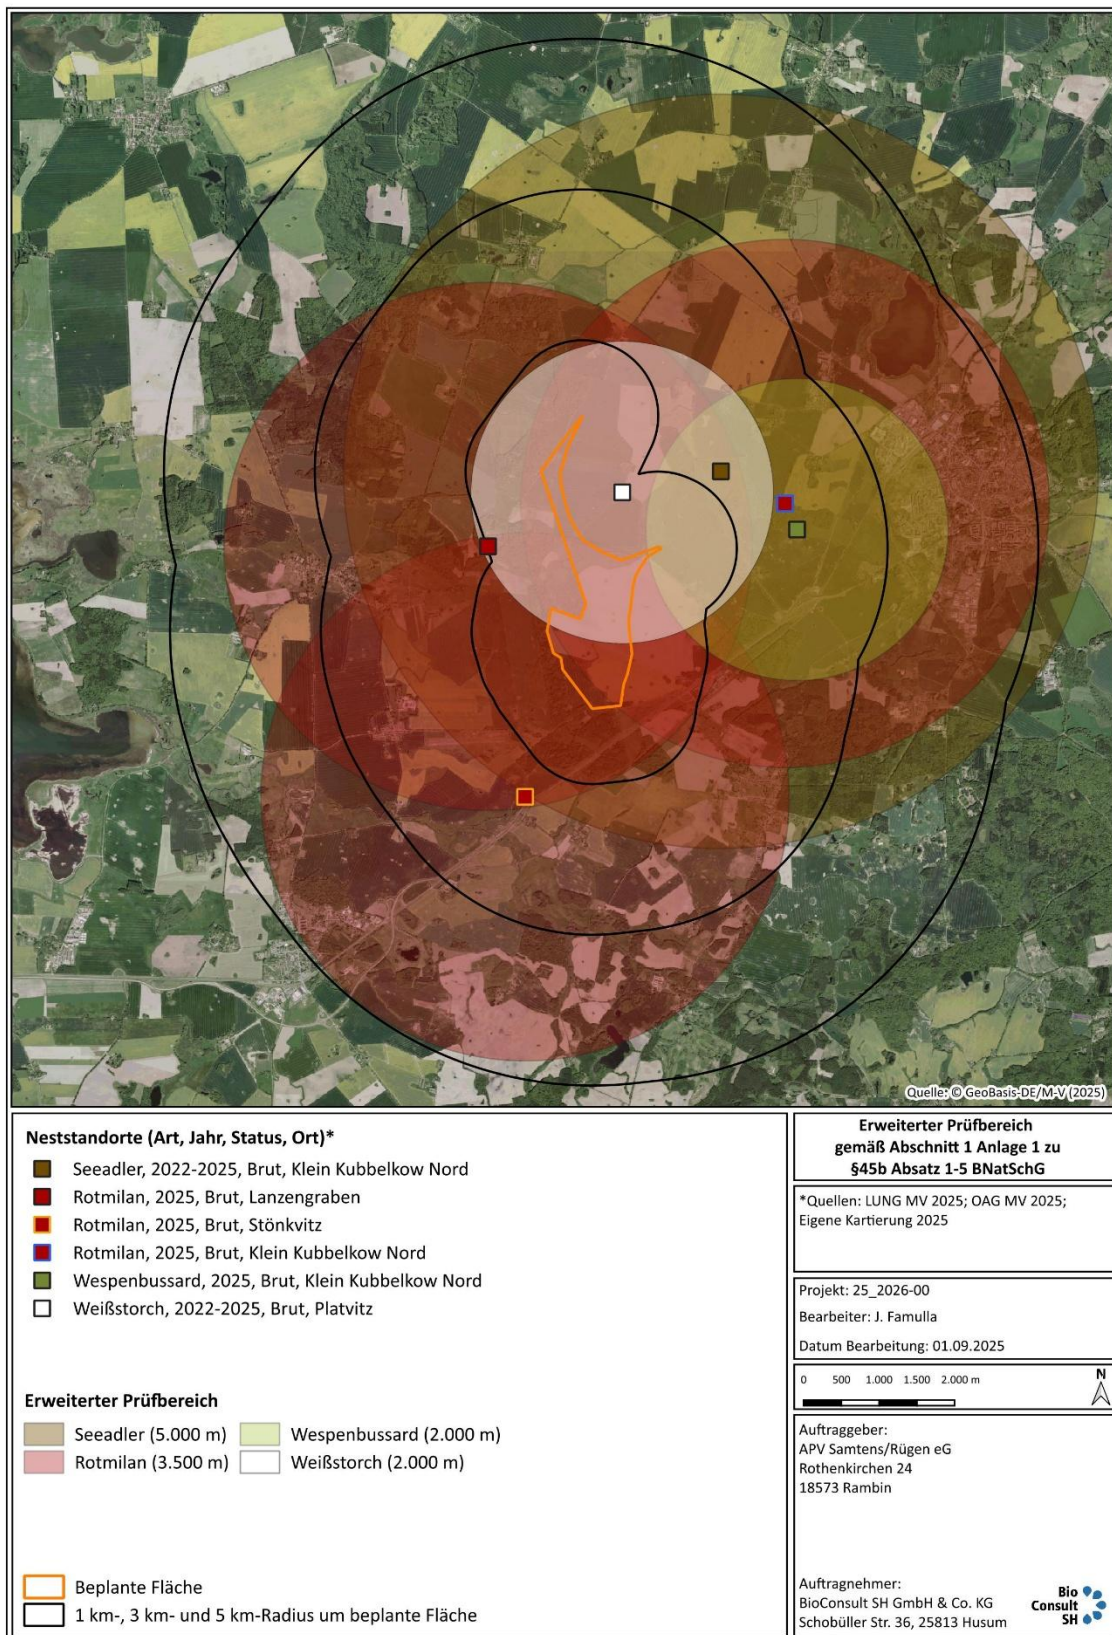 Quelle: © GeoBasis-DE/M-V (2025)
Neststandorte (Art, Jahr, Status, Ort)*
Seeadler, 2022-2025, Brut, Klein Kubbelkow Nord
Rotmilan, 2025, Brut, Lanzengraben
Rotmilan, 2025, Brut, Stönkvitz
Rotmilan, 2025, Brut, Klein Kubbelkow Nord
Wespenbussard, 2025, Brut, Klein Kubbelkow Nord
Weißstorch, 2022-2025, Brut, Platvitz
Erweiterter Prüfbereich
Seeadler (5.000 m)
Wespenbussard (2.000 m)
Rotmilan (3.500 m)
Weißstorch (2.000 m)
Beplante Fläche
1 km-, 3 km- und 5 km-Radius um beplante Fläche
Erweiterter Prüfbereich
gemäß Abschnitt 1 Anlage 1 zu
§45b Absatz 1-5 BNatSchG
*Quellen: LUNG MV 2025; OAG MV 2025;
Eigene Kartierung 2025
Projekt: 25_2026-00
Bearbeiter: J. Famulla
Datum Bearbeitung: 01.09.2025
0 500 1.000 1.500 2.000 m
N
Auftraggeber:
APV Samtens/Rügen eG
Rothenkirchen 24
18573 Rambin
Auftragnehmer:
BioConsult SH GmbH & Co. KG
Schobüller Str. 36, 25813 Husum
Bio
Consult
SH